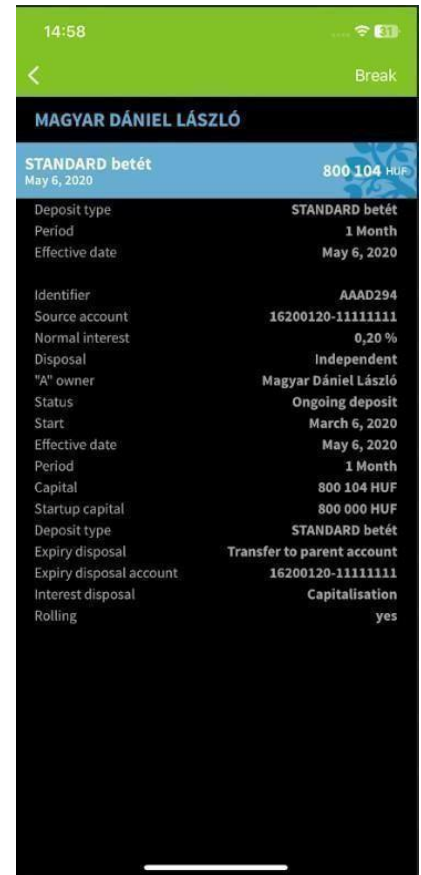 14:58
31
Break
MAGYAR DÁNIEL LÁSZLÓ
STANDARD betét 800 104 HUF
May 6, 2020
Deposit type STANDARD betét
Period 1 Month
Effective date May 6, 2020
Identifier AAAD294
Source account 16200120-11111111
Normal interest 0,20 %
Disposal Independent
"A" owner Magyar Dániel László
Status Ongoing deposit
Start March 6, 2020
Effective date May 6, 2020
Period 1 Month
Capital 800 104 HUF
Startup capital 800 000 HUF
Deposit type STANDARD betét
Expiry disposal Transfer to parent account
Expiry disposal account 16200120-11111111
Interest disposal Capitalisation
Rolling yes